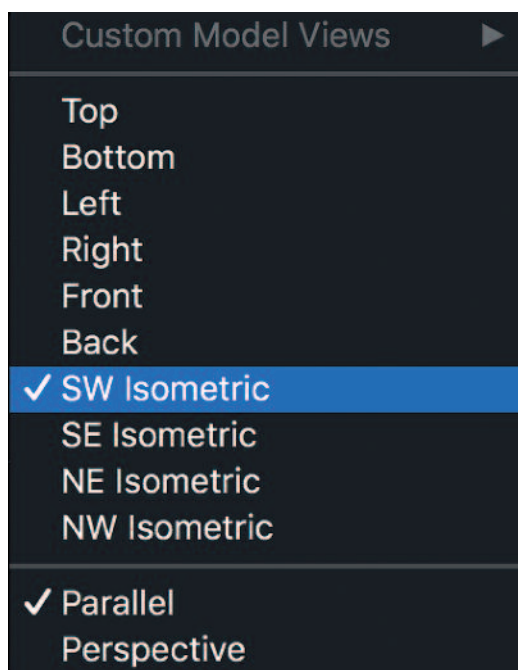 Custom Model Views
Top
Bottom
Left
Right
Front
Back
SW Isometric
SE Isometric
NE Isometric
NW Isometric
Parallel
Perspective